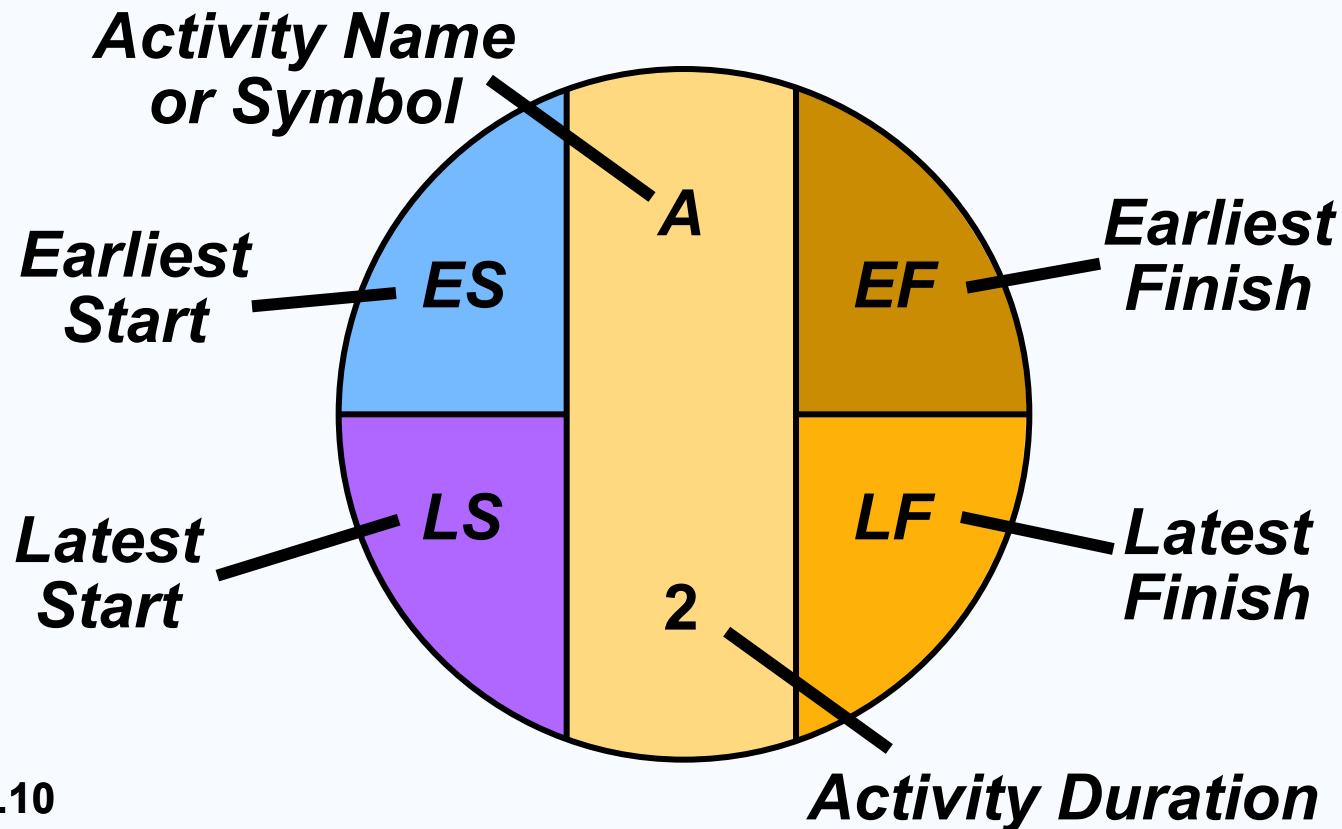 Activity Name
or Symbol
A
Earliest
Start
ES
EF
Earliest
Finish
Latest
Start
LS
LF
Latest
Finish
2
Activity Duration
.10